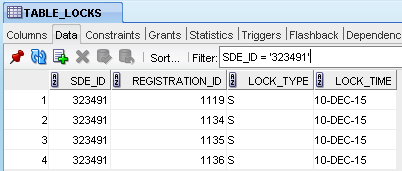 TABLE_LOCKS
Columns Data Constraints Grants Statistics Triggers Flashback Dependenc
Sort... Filter: SDE_ID = '323491'
SDE_ID REGISTRATION_ID LOCK_TYPE LOCK_TIME
1 323491 1119 S 10-DEC-15
2 323491 1134 S 10-DEC-15
3 323491 1135 S 10-DEC-15
4 323491 1136 S 10-DEC-15